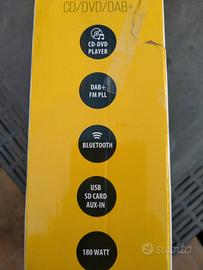 CD/DVD/DAB+
CD-DVD
PLAYER
DAB+
FM PLL
BLUETOOTH
USB
SD CARD
AUX-IN
180 WATT
subito